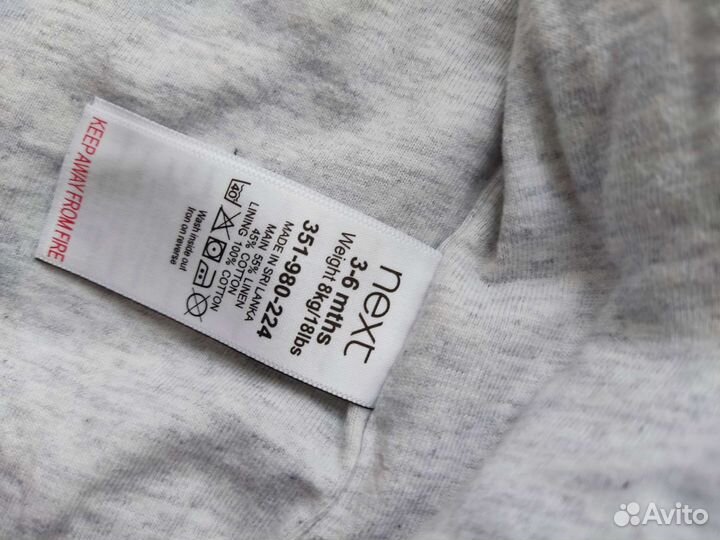 next
3-6 mths
Weight 8kg/18lbs
351-980-224
MADE IN SRI LANKA
MAIN 55% LINEN
45% COTTON
LINING 100% COTTON
40
Wash inside out
Iron on reverse
KEEP AWAY FROM FIRE
Avito